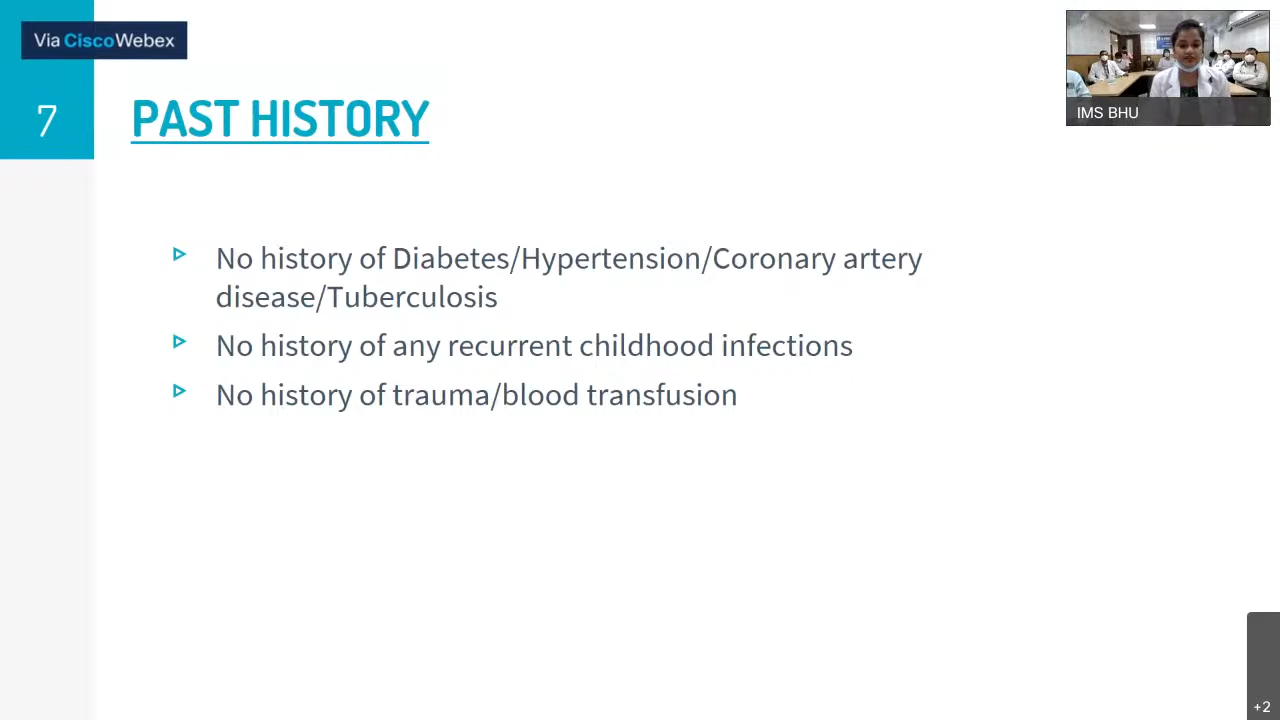 Via CiscoWebex
IMS BHU
7
PAST HISTORY
No history of Diabetes/Hypertension/Coronary artery
disease/Tuberculosis
No history of any recurrent childhood infections
No history of trauma/blood transfusion
+2